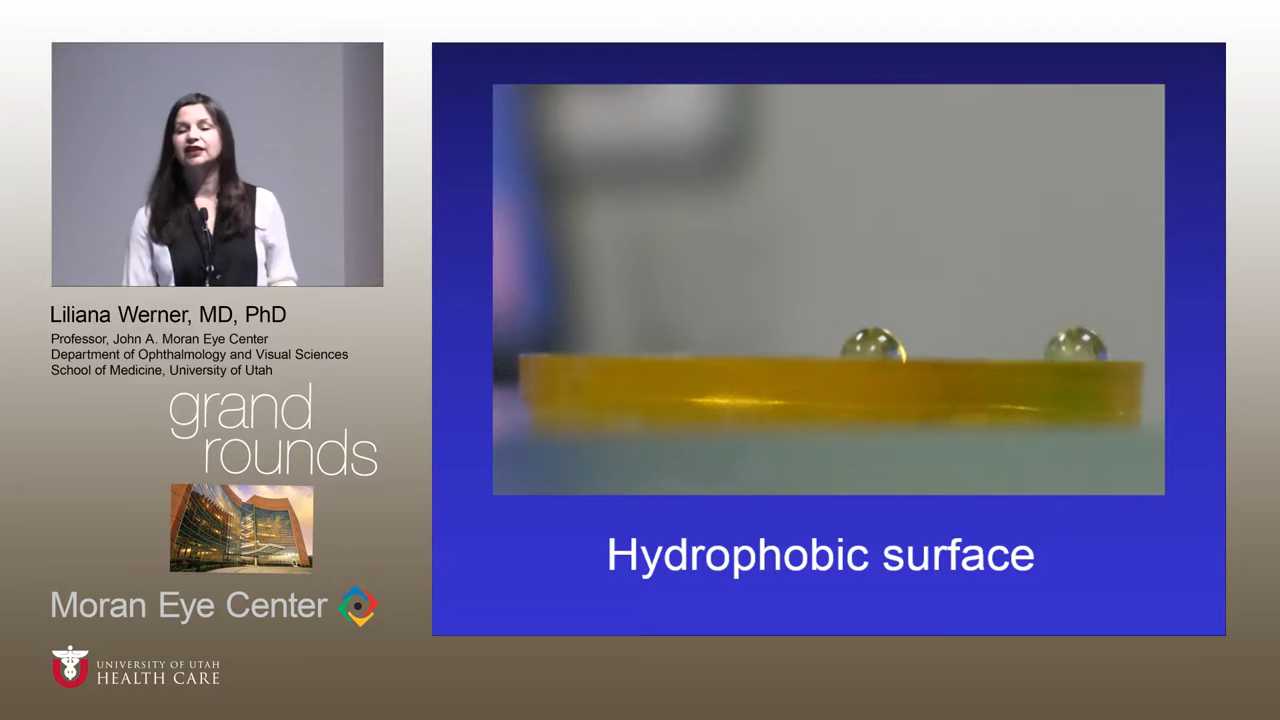 Liliana Werner, MD, PhD
Professor, John A. Moran Eye Center
Department of Ophthalmology and Visual Sciences
School of Medicine, University of Utah
grand
rounds
Moran Eye Center
UNIVERSITY OF UTAH
HEALTH CARE
Hydrophobic surface